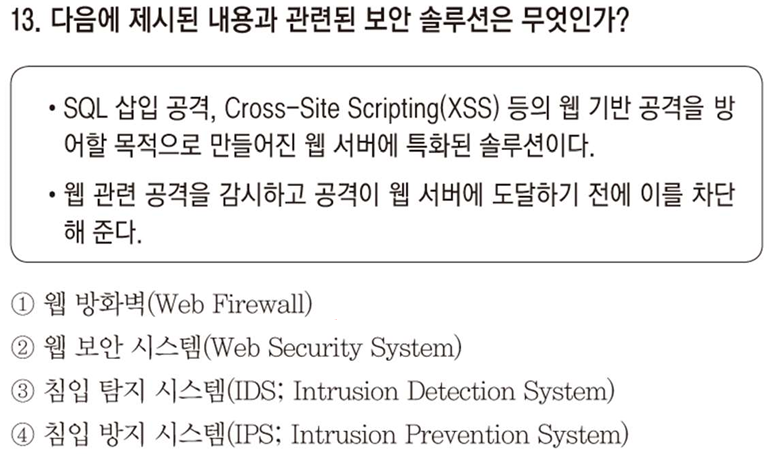 13. 다음에 제시된 내용과 관련된 보안 솔루션은 무엇인가?
• SQL 삽입 공격, Cross-Site Scripting(XSS) 등의 웹 기반 공격을 방
어할 목적으로 만들어진 웹 서버에 특화된 솔루션이다.
• 웹 관련 공격을 감시하고 공격이 웹 서버에 도달하기 전에 이를 차단
해 준다.
① 웹 방화벽(Web Firewall)
② 웹 보안 시스템(Web Security System)
③ 침입 탐지 시스템(IDS; Intrusion Detection System)
④ 침입 방지 시스템(IPS; Intrusion Prevention System)